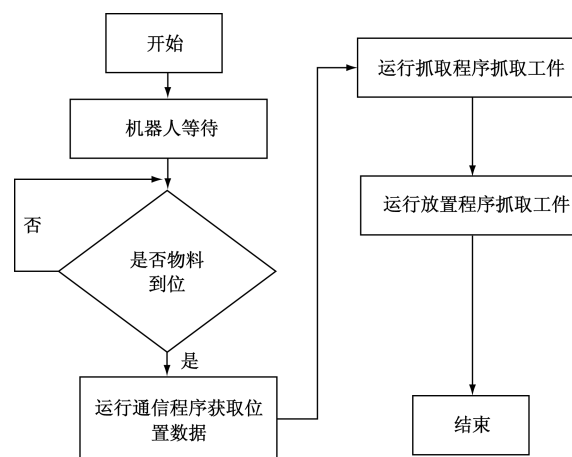 开始
机器人等待
否
是否物料
到位
是
运行通信程序获取位
置数据
运行抓取程序抓取工件
运行放置程序抓取工件
结束